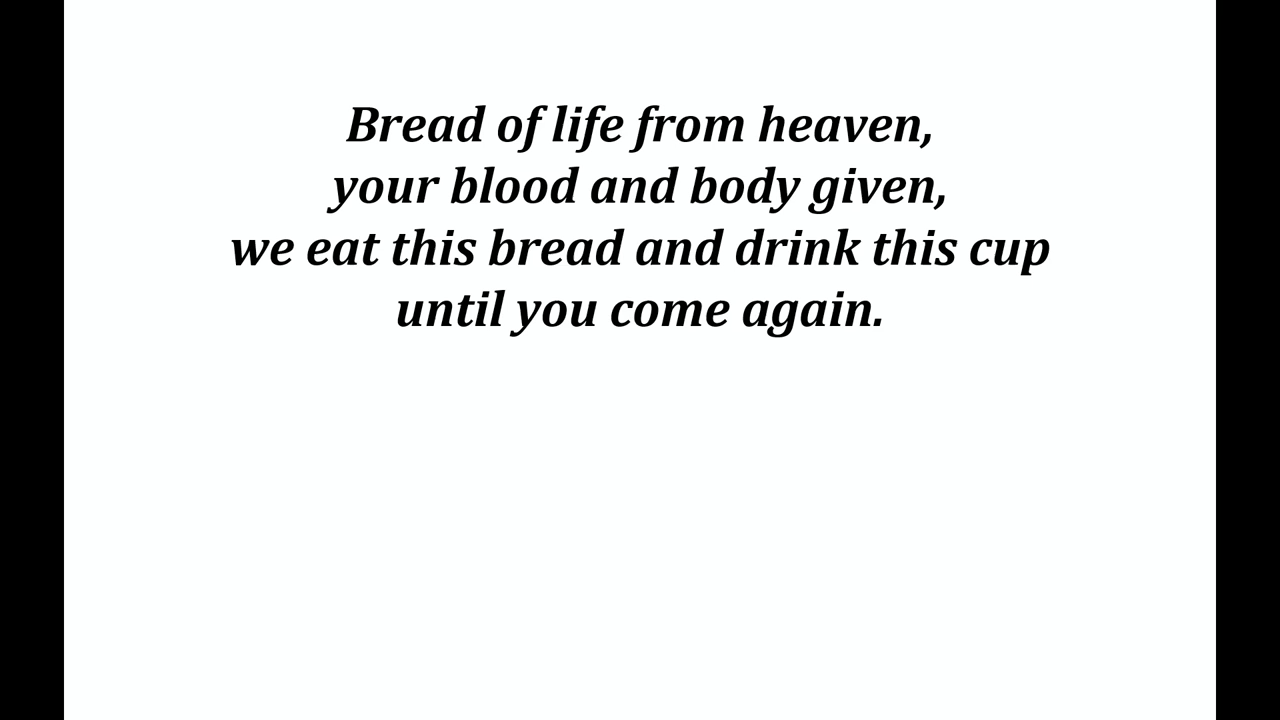 Bread of life from heaven,
your blood and body given,
we eat this bread and drink this cup
until you come again.